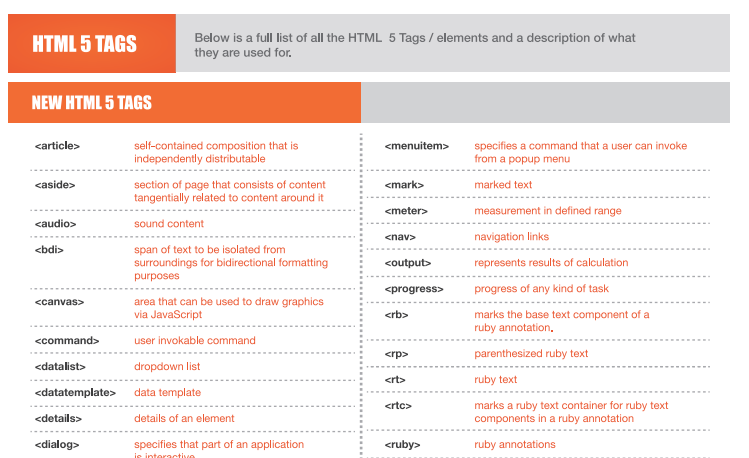 HTML 5 TAGS
Below is a full list of all the HTML 5 Tags / elements and a description of what
they are used for.
NEW HTML 5 TAGS
<article> self-contained composition that is
independently distributable
<aside> section of page that consists of content
tangentially related to content around it
<audio> sound content
<bdi> span of text to be isolated from
surroundings for bidirectional formatting
purposes
<canvas> area that can be used to draw graphics
via JavaScript
<command> user invokable command
<datalist> dropdown list
<datatemplate> data template
<details> details of an element
<dialog> specifies that part of an application
is interactive
<menuitem> specifies a command that a user can invoke
from a popup menu
<mark> marked text
<meter> measurement in defined range
<nav> navigation links
<output> represents results of calculation
<progress> progress of any kind of task
<rb> marks the base text component of a
ruby annotation.
<rp> parenthesized ruby text
<rt> ruby text
<rtc> marks a ruby text container for ruby text
components in a ruby annotation
<ruby> ruby annotations